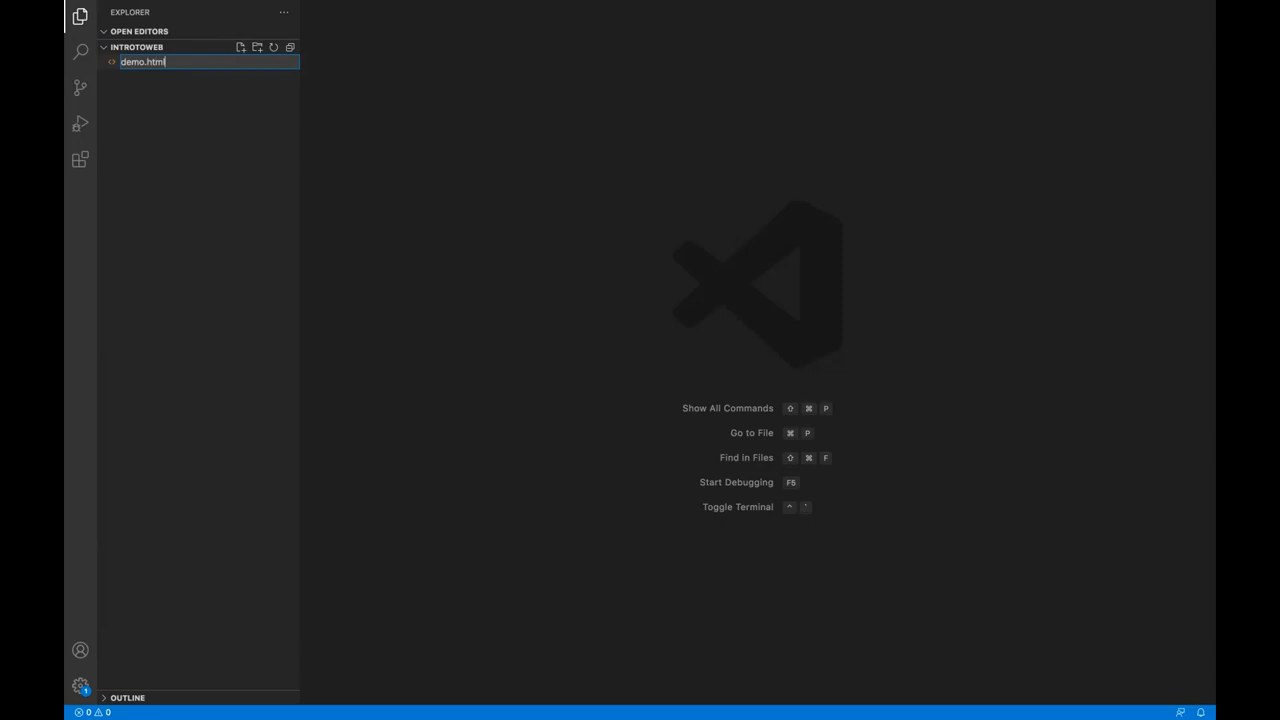 EXPLORER
OPEN EDITORS
INTROTOWEB
demo.html
Show All Commands ⇧ ⌘ P
Go to File ⌘ P
Find in Files ⇧ ⌘ F
Start Debugging F5
Toggle Terminal ^ `
OUTLINE
1
0 0